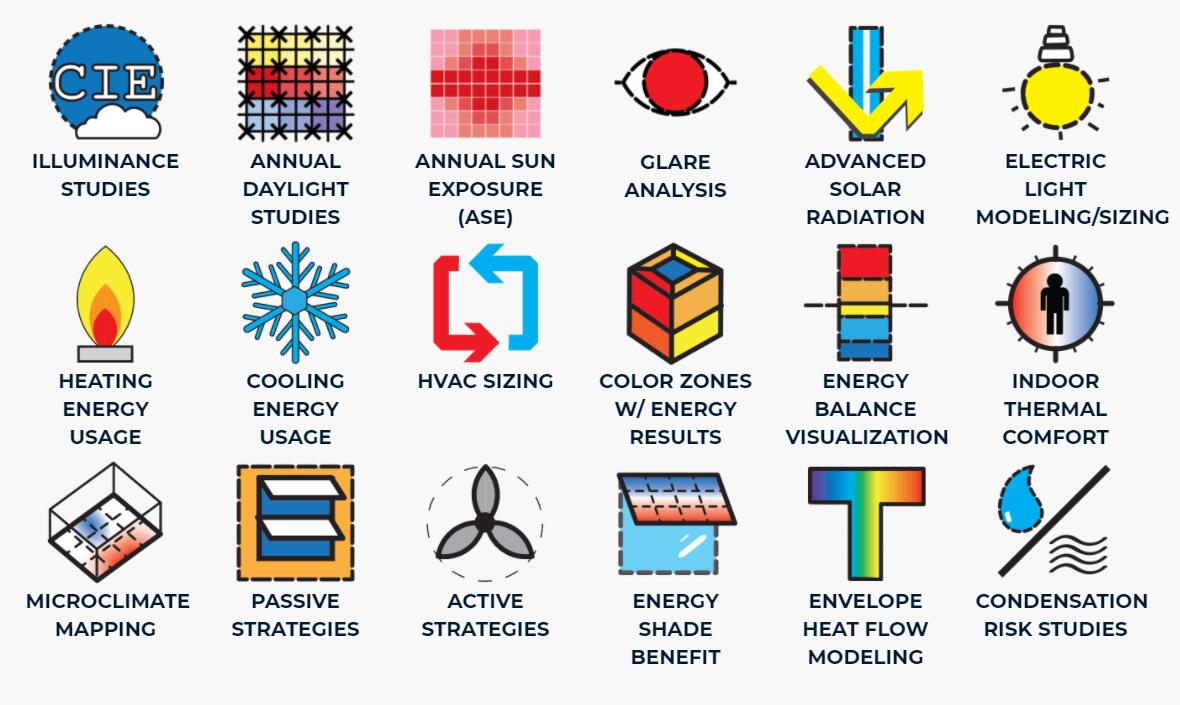 CIE
ILLUMINANCE
STUDIES
ANNUAL
DAYLIGHT
STUDIES
ANNUAL SUN
EXPOSURE
(ASE)
GLARE
ANALYSIS
ADVANCED
SOLAR
RADIATION
ELECTRIC
LIGHT
MODELING/SIZING
HEATING
ENERGY
USAGE
COOLING
ENERGY
USAGE
HVAC SIZING
COLOR ZONES
W/ ENERGY
RESULTS
ENERGY
BALANCE
VISUALIZATION
INDOOR
THERMAL
COMFORT
MICROCLIMATE
MAPPING
PASSIVE
STRATEGIES
ACTIVE
STRATEGIES
ENERGY
SHADE
BENEFIT
ENVELOPE
HEAT FLOW
MODELING
CONDENSATION
RISK STUDIES